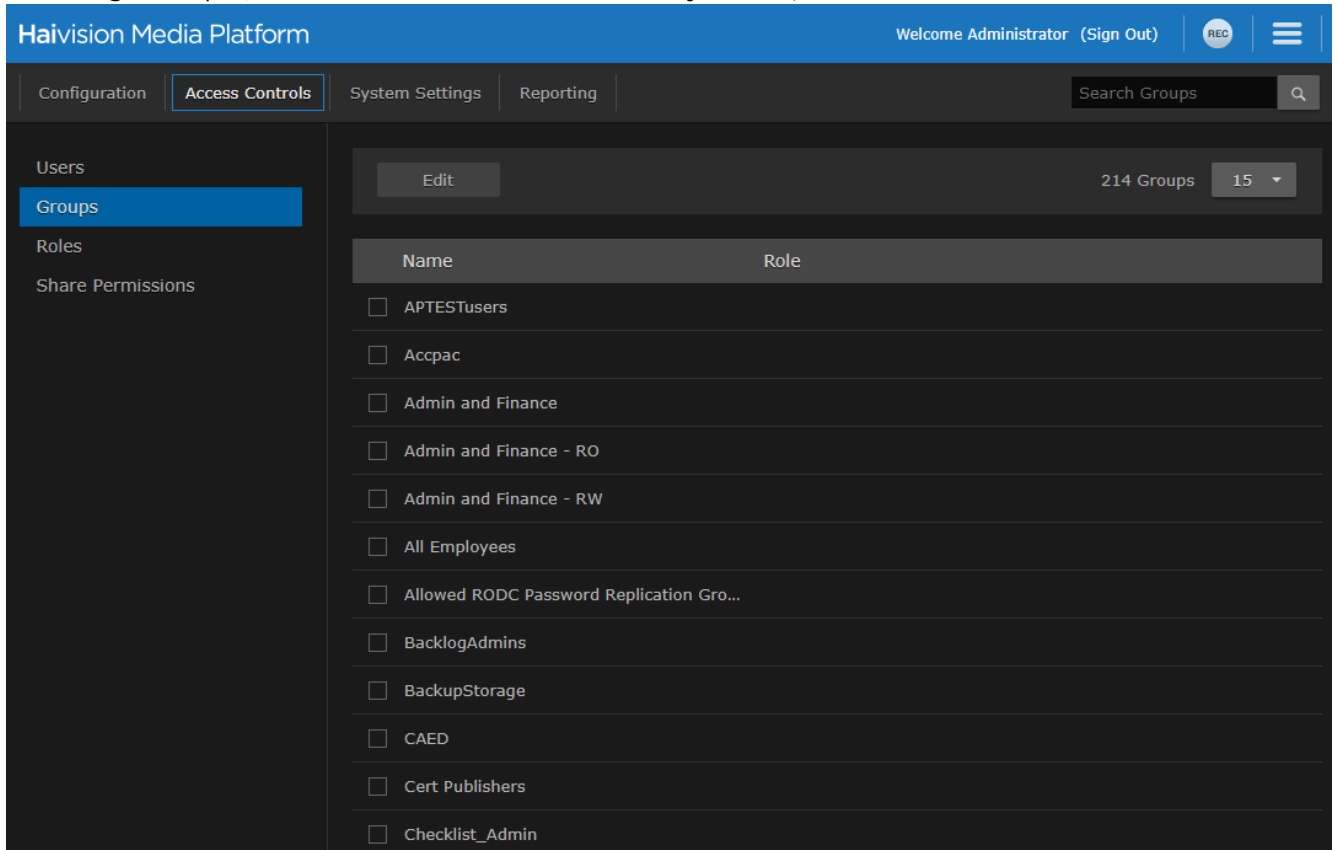 Haivision Media Platform
Welcome Administrator (Sign Out)
REC
Configuration
Access Controls
System Settings
Reporting
Search Groups
Users
Groups
Roles
Share Permissions
Edit
214 Groups
15
Name Role
APTESTusers
Accpac
Admin and Finance
Admin and Finance - RO
Admin and Finance - RW
All Employees
Allowed RODC Password Replication Gro...
BacklogAdmins
BackupStorage
CAED
Cert Publishers
Checklist_Admin